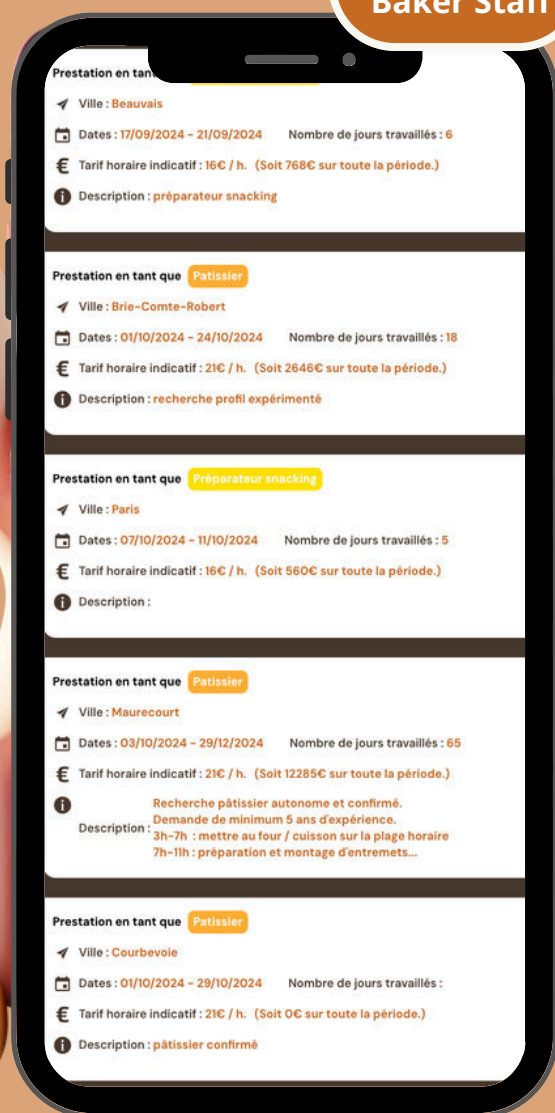 Baker Staff
Prestation en tant
Ville : Beauvais
Dates : 17/09/2024 - 21/09/2024 Nombre de jours travaillés : 6
Tarif horaire indicatif : 16€ / h. (Soit 768€ sur toute la période.)
Description : préparateur snacking
Prestation en tant que Patissier
Ville : Brie-Comte-Robert
Dates : 01/10/2024 - 24/10/2024 Nombre de jours travaillés : 18
Tarif horaire indicatif : 21€ / h. (Soit 2646€ sur toute la période.)
Description : recherche profil expérimenté
Prestation en tant que Préparateur snacking
Ville : Paris
Dates : 07/10/2024 - 11/10/2024 Nombre de jours travaillés : 5
Tarif horaire indicatif : 16€ / h. (Soit 560€ sur toute la période.)
Description :
Prestation en tant que Patissier
Ville : Maurecourt
Dates : 03/10/2024 - 29/12/2024 Nombre de jours travaillés : 65
Tarif horaire indicatif : 21€ / h. (Soit 12285€ sur toute la période.)
Recherche pâtissier autonome et confirmé.
Description : Demande de minimum 5 ans d'expérience.
3h-7h : mettre au four / cuisson sur la plage horaire
7h-11h : préparation et montage d'entremets...
Prestation en tant que Patissier
Ville : Courbevoie
Dates : 01/10/2024 - 29/10/2024 Nombre de jours travaillés :
Tarif horaire indicatif : 21€ / h. (Soit 0€ sur toute la période.)
Description : pâtissier confirmé